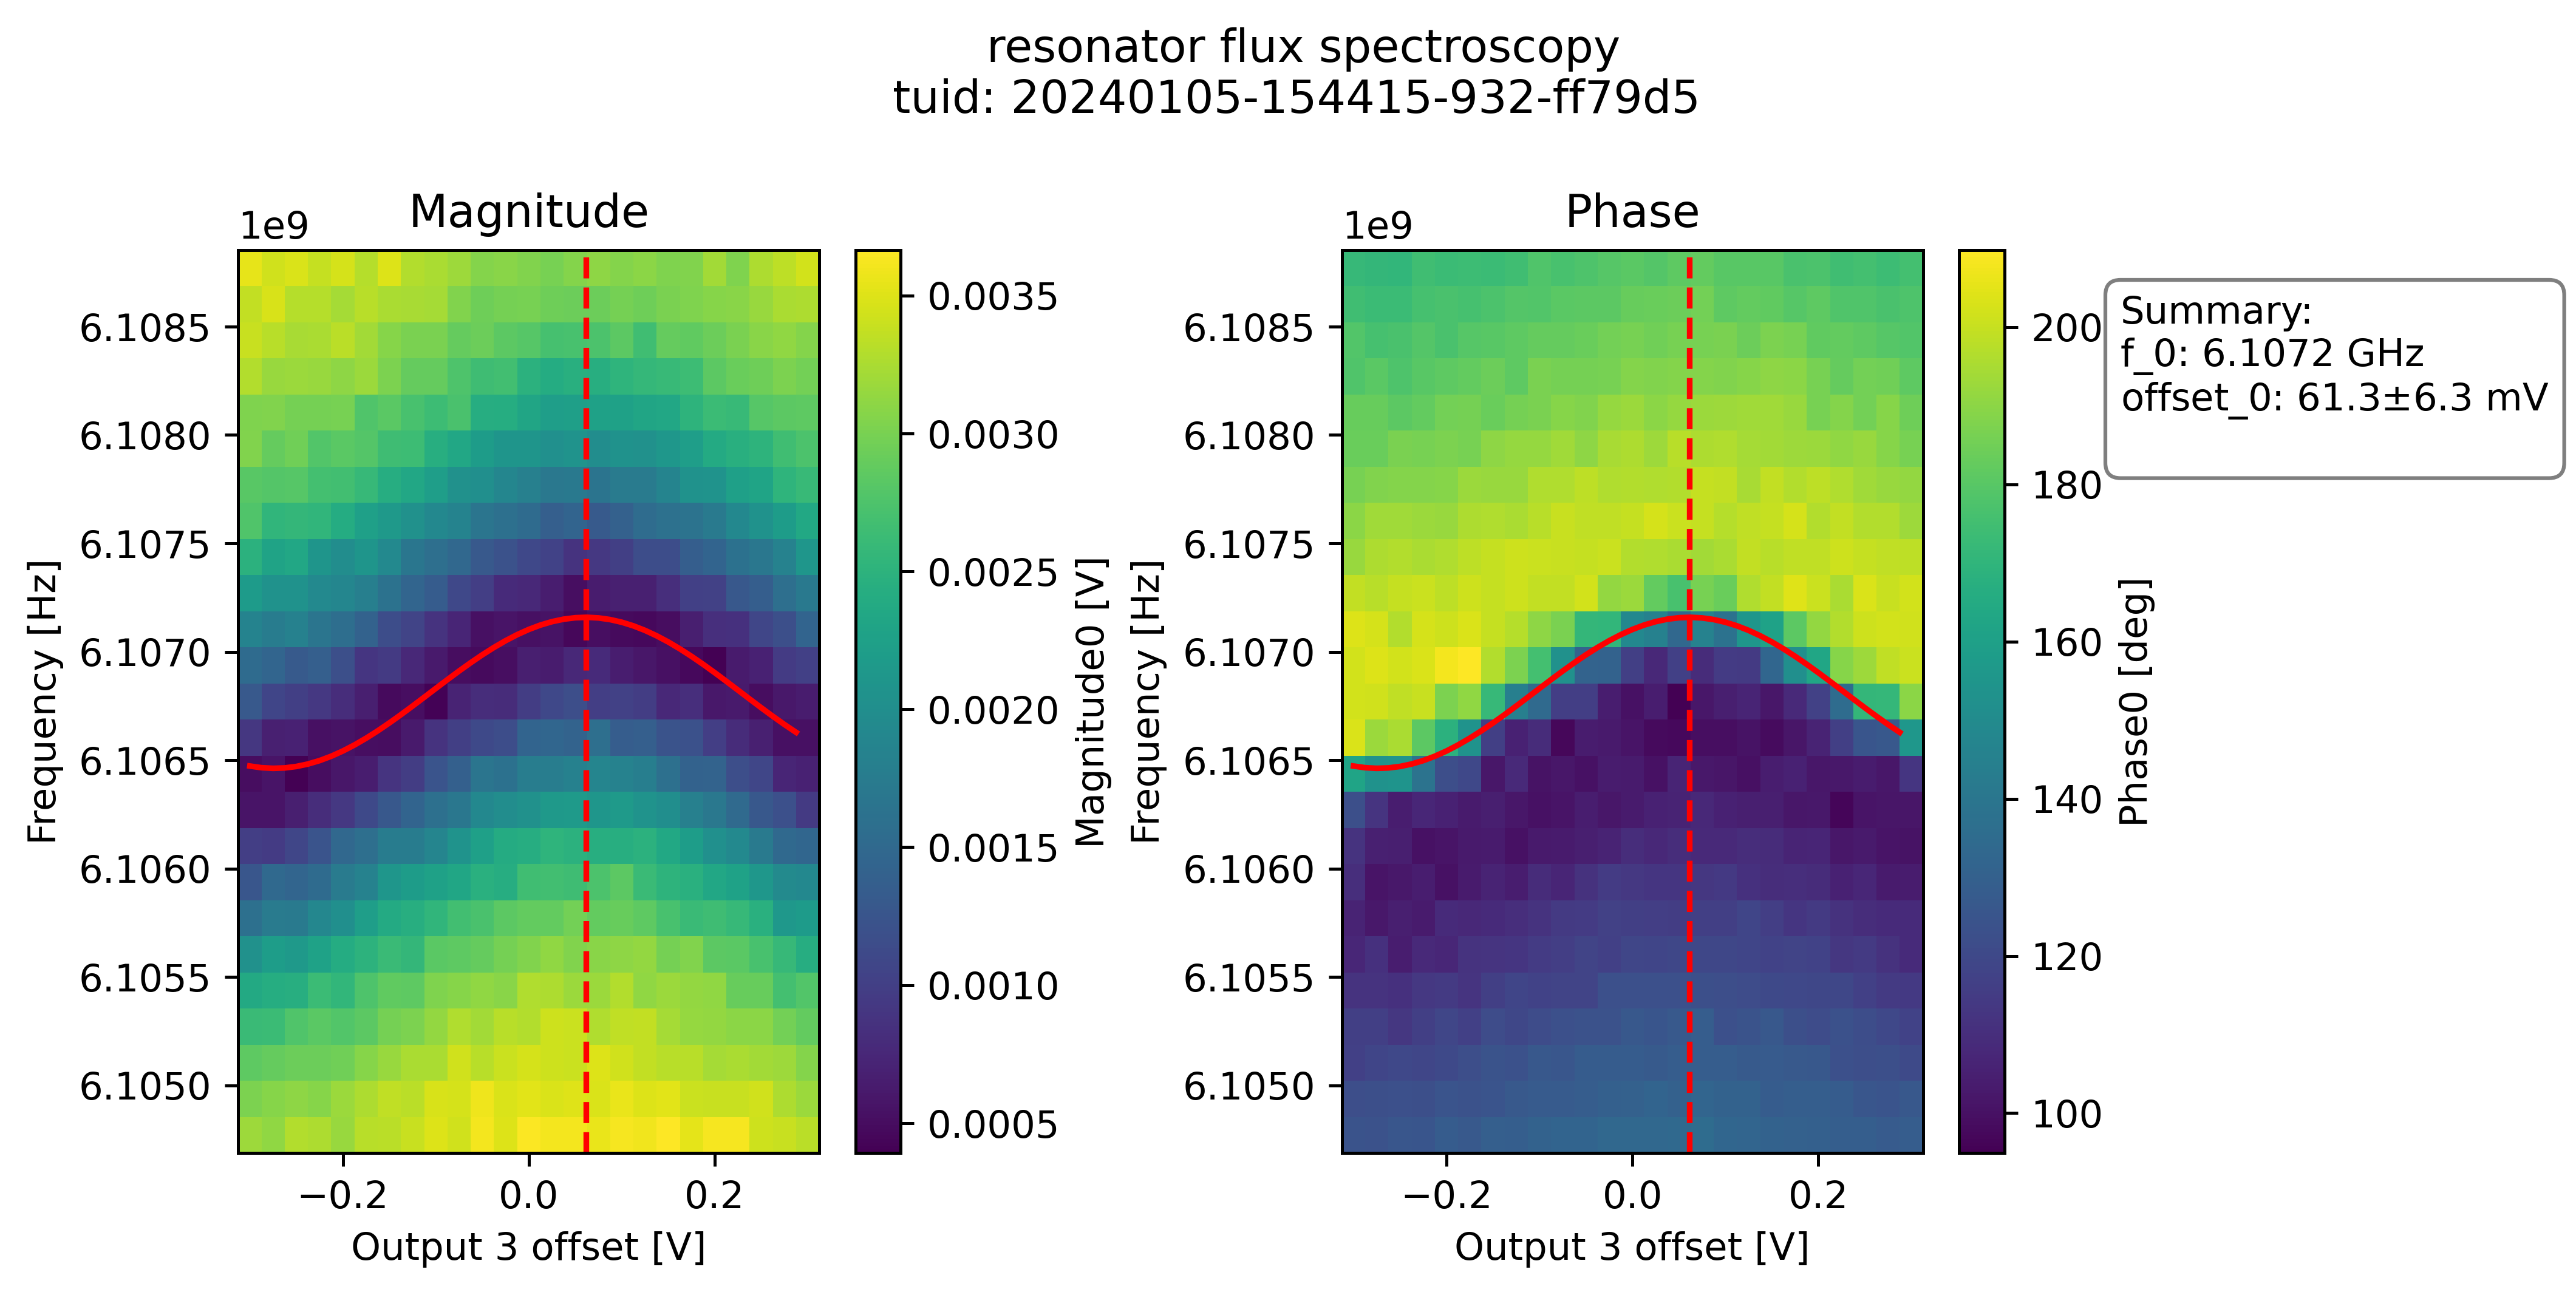 resonator flux spectroscopy
tuid: 20240105-154415-932-ff79d5
Magnitude
1e9
6.1085
6.1080
6.1075
6.1070
6.1065
6.1060
6.1055
6.1050
Frequency [Hz]
−0.2
0.0
0.2
Output 3 offset [V]
0.0035
0.0030
0.0025
0.0020
0.0015
0.0010
0.0005
Magnitude0 [V]
Phase
1e9
6.1085
6.1080
6.1075
6.1070
6.1065
6.1060
6.1055
6.1050
Frequency [Hz]
−0.2
0.0
0.2
Output 3 offset [V]
200
180
160
140
120
100
Phase0 [deg]
Summary:
f_0: 6.1072 GHz
offset_0: 61.3±6.3 mV